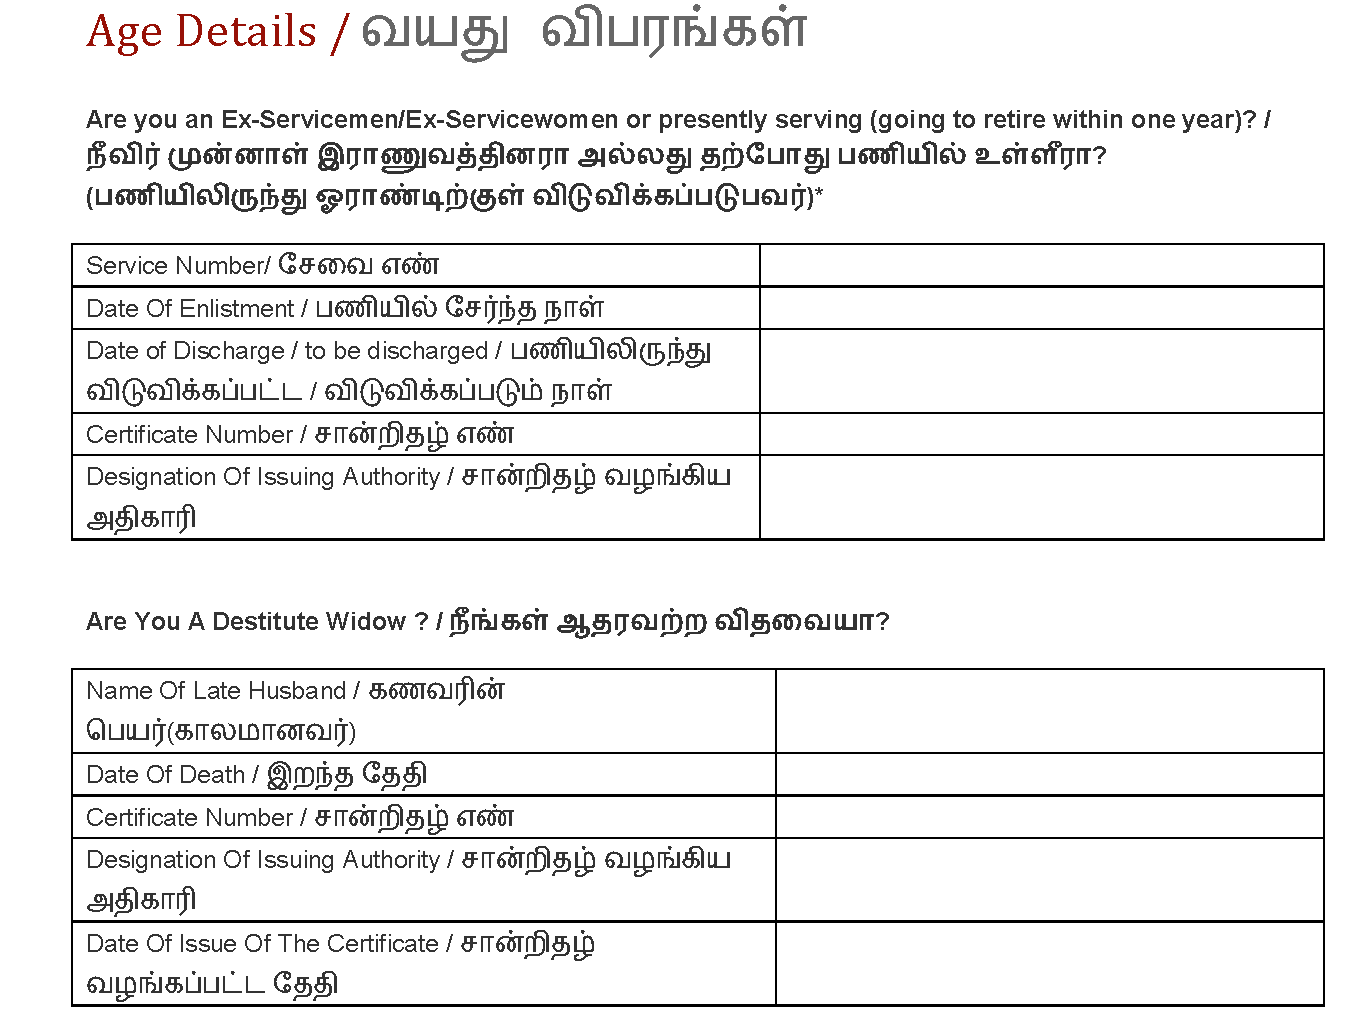 Age Details / வயது விபரங்கள்
Are you an Ex-Servicemen/Ex-Servicewomen or presently serving (going to retire within one year)? /
நீவிர் முன்னாள் இராணுவத்தினரா அல்லது தற்போது பணியில் உள்ளீரா?
(பணியிலிருந்து ஓராண்டிற்குள் விடுவிக்கப்படுபவர்)*
Service Number/ சேவை எண்
Date Of Enlistment / பணியில் சேர்ந்த நாள்
Date of Discharge / to be discharged / பணியிலிருந்து
விடுவிக்கப்பட்ட / விடுவிக்கப்படும் நாள்
Certificate Number / சான்றிதழ் எண்
Designation Of Issuing Authority / சான்றிதழ் வழங்கிய
அதிகாரி
Are You A Destitute Widow ? / நீங்கள் ஆதரவற்ற விதவையா?
Name Of Late Husband / கணவரின்
பெயர்(காலமானவர்)
Date Of Death / இறந்த தேதி
Certificate Number / சான்றிதழ் எண்
Designation Of Issuing Authority / சான்றிதழ் வழங்கிய
அதிகாரி
Date Of Issue Of The Certificate / சான்றிதழ்
வழங்கப்பட்ட தேதி